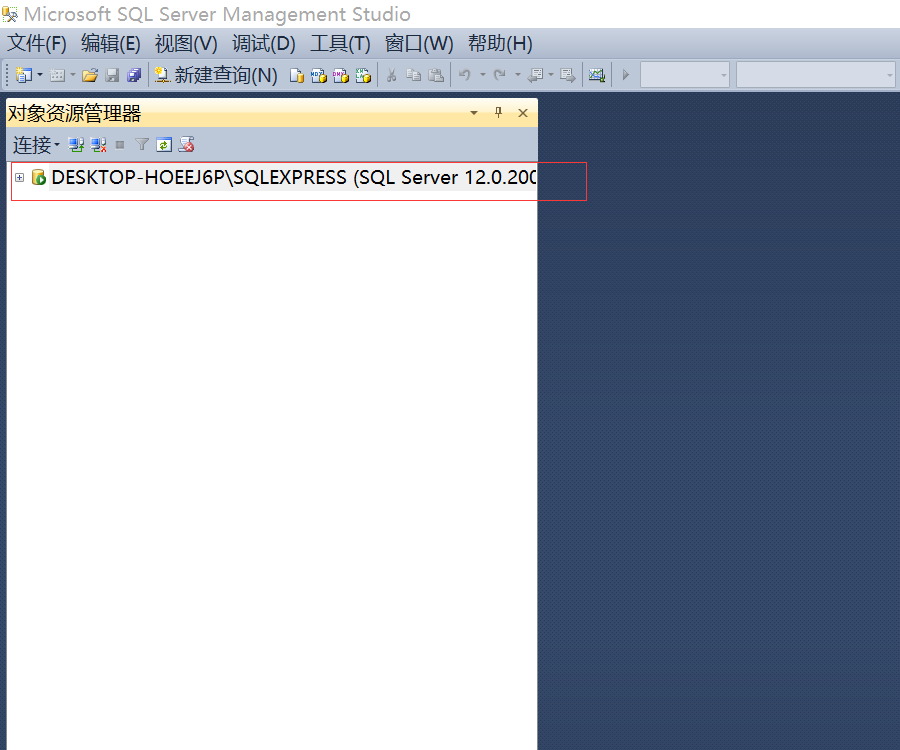 Microsoft SQL Server Management Studio
文件(F) 编辑(E) 视图(V) 调试(D) 工具(T) 窗口(W) 帮助(H)
新建查询(N)
对象资源管理器
连接
DESKTOP-HOEEJ6P\SQLEXPRESS (SQL Server 12.0.200